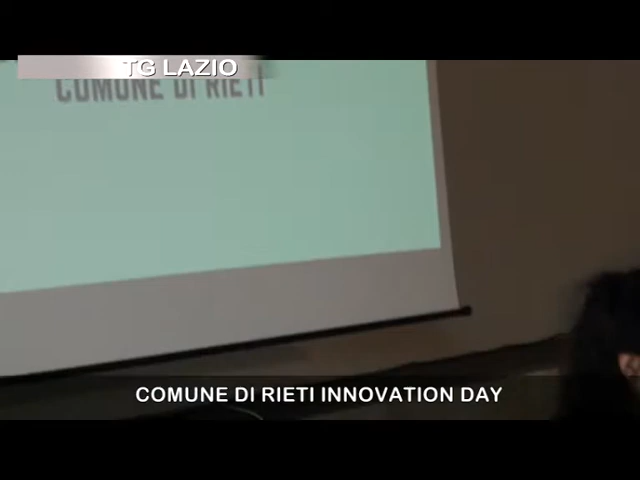 TG LAZIO
COMUNE DI RIETI
COMUNE DI RIETI INNOVATION DAY